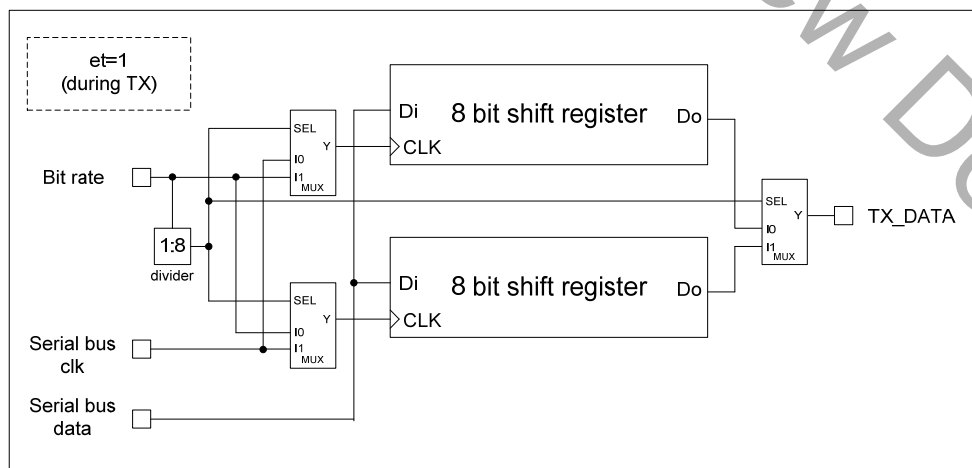 et=1
(during TX)
Bit rate
1:8
divider
Serial bus
clk
Serial bus
data
SEL
I0
I1
MUX
Y
SEL
I0
I1
MUX
Y
Di
8 bit shift register
Do
CLK
Di
8 bit shift register
Do
CLK
SEL
I0
I1
MUX
Y
TX_DATA